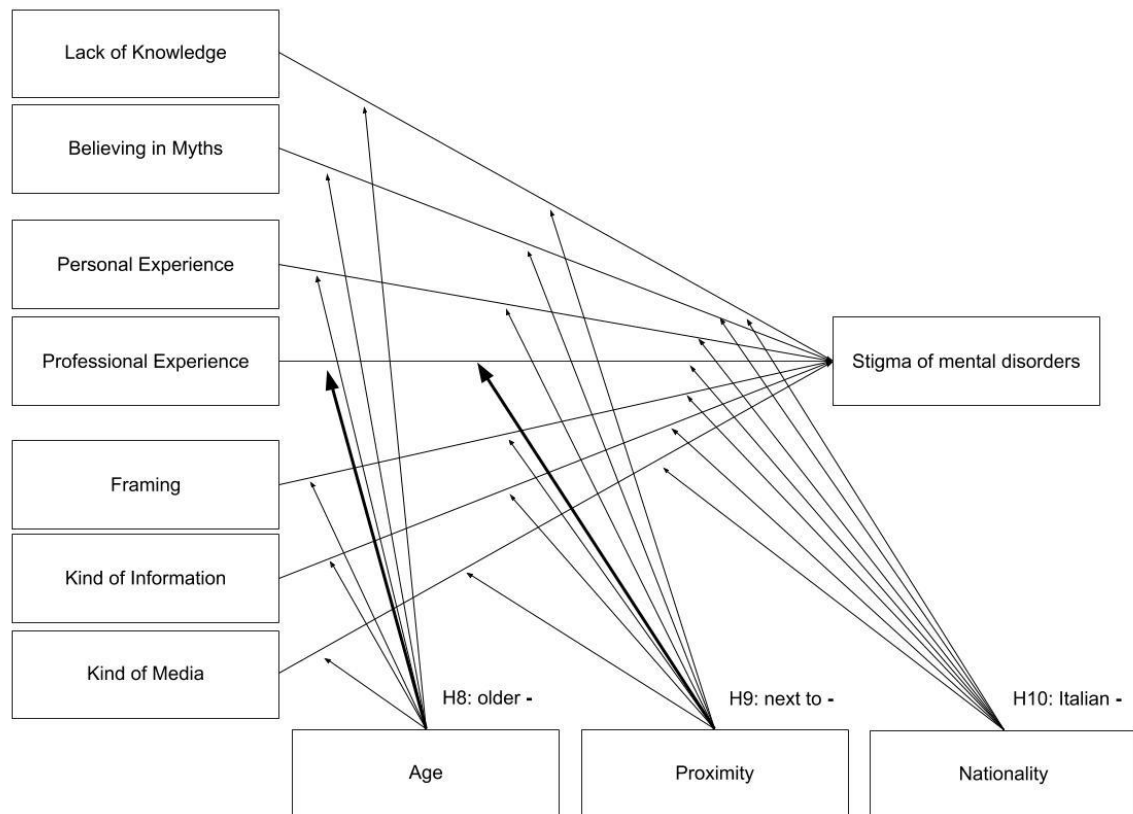 Lack of Knowledge
Believing in Myths
Personal Experience
Professional Experience
Stigma of mental disorders
Framing
Kind of Information
Kind of Media
H8: older -
H9: next to -
H10: Italian -
Age
Proximity
Nationality